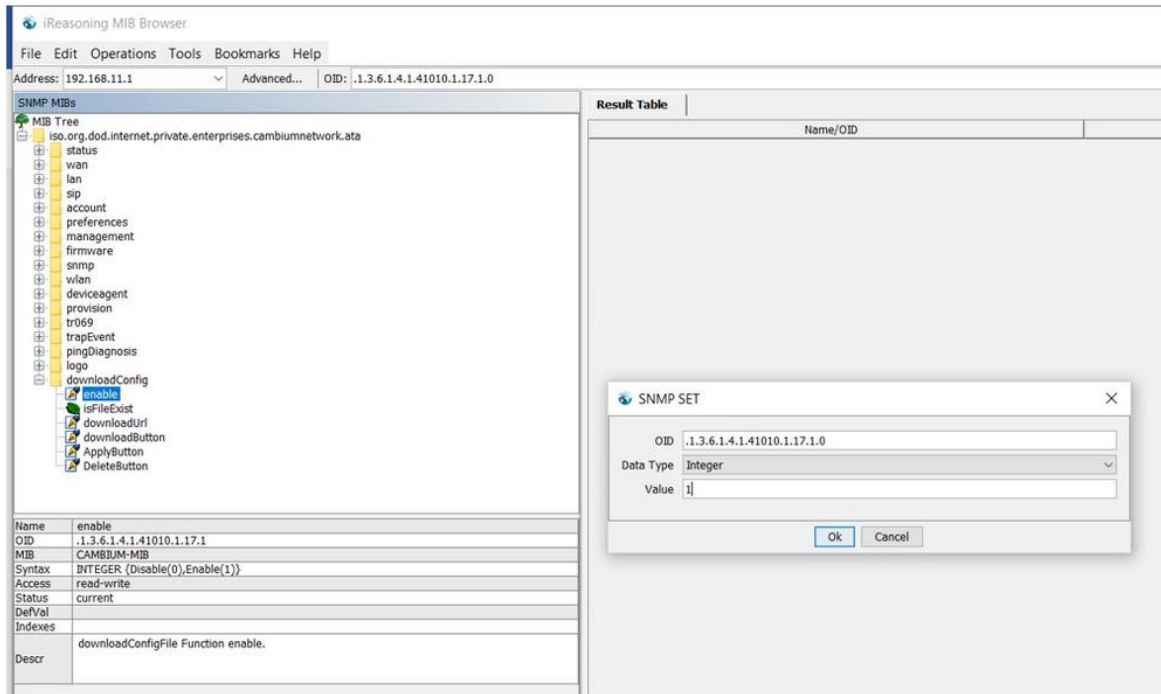 iReasoning MIB Browser
File Edit Operations Tools Bookmarks Help
Address: 192.168.11.1 Advanced... OID: .1.3.6.1.4.1.41010.1.17.1.0
SNMP MIBs
MIB Tree
iso.org.dod.internet.private.enterprises.cambiumnetwork.ata
status
wan
lan
sip
account
preferences
management
firmware
snmp
wlan
deviceagent
provision
tr069
trapEvent
pingDiagnosis
logo
downloadConfig
enable
isFileExist
downloadUrl
downloadButton
ApplyButton
DeleteButton
Name enable
OID .1.3.6.1.4.1.41010.1.17.1
MIB CAMBIUM-MIB
Syntax INTEGER {Disable(0),Enable(1)}
Access read-write
Status current
DefVal
Indexes
Descr downloadConfigFile Function enable.
Result Table
Name/OID
SNMP SET
OID .1.3.6.1.4.1.41010.1.17.1.0
Data Type Integer
Value 1
Ok Cancel